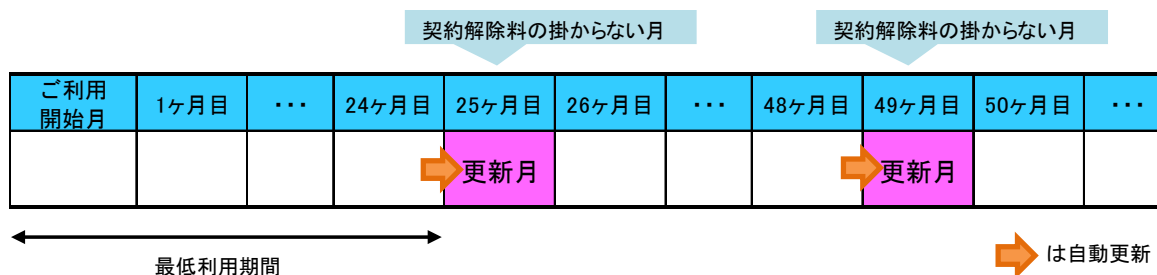 契約解除料の掛からない月
契約解除料の掛からない月
ご利用
開始月
1ヶ月目
・・・
24ヶ月目
25ヶ月目
26ヶ月目
・・・
48ヶ月目
49ヶ月目
50ヶ月目
・・・
更新月
更新月
最低利用期間
は自動更新